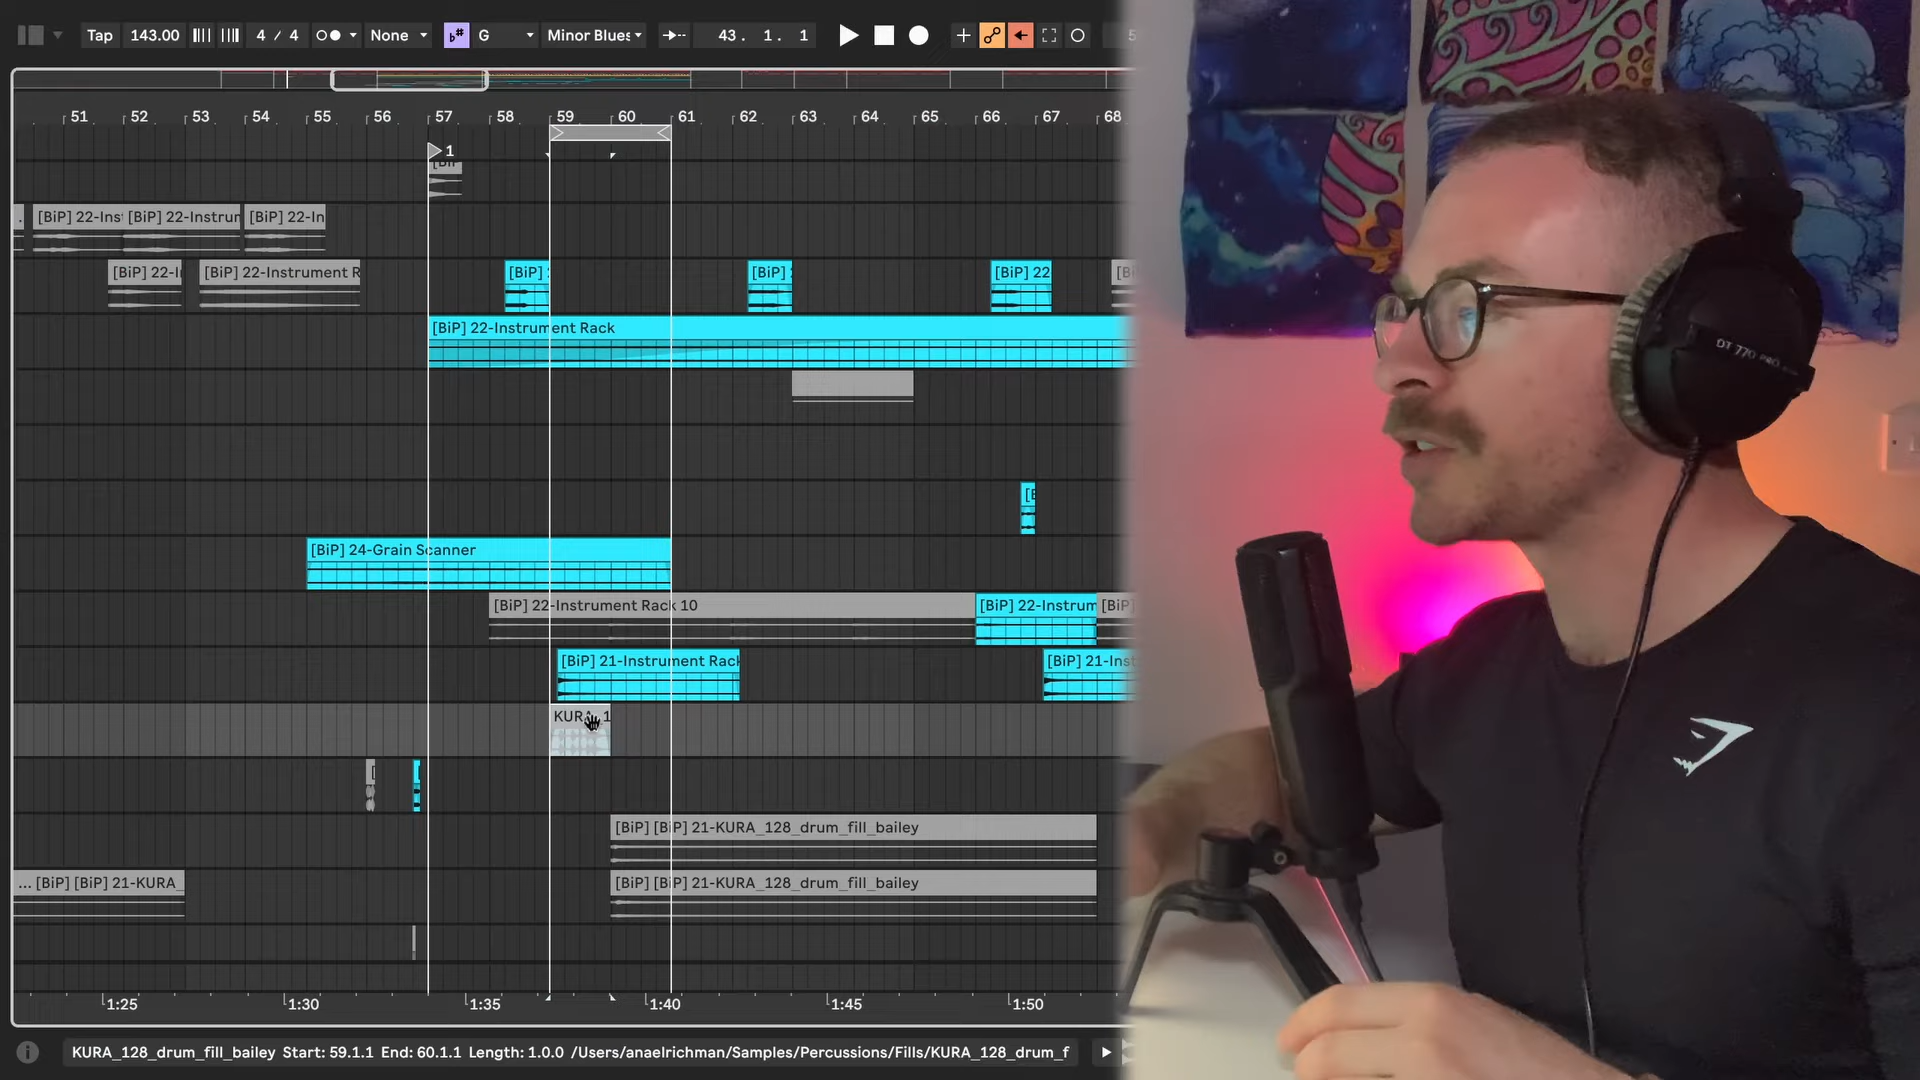 Tap 143.00 4 / 4 None ♭♯ G Minor Blues 43. 1. 1
51 52 53 54 55 56 57 58 59 60 61 62 63 64 65 66 67 68
1
[BiP] 22-Ins [BiP] 22-Instrum [BiP] 22-In
[BiP] 22-I [BiP] 22-Instrument R [BiP] [BiP] [BiP] 22
[BiP] 22-Instrument Rack
[BiP] 24-Grain Scanner
[BiP] 22-Instrument Rack 10 [BiP] 22-Instrum [BiP]
[BiP] 21-Instrument Rack [BiP] 21-Inst
KURA_1
[BiP] [BiP] 21-KURA_128_drum_fill_bailey
... [BiP] [BiP] 21-KURA_ [BiP] [BiP] 21-KURA_128_drum_fill_bailey
1:25 1:30 1:35 1:40 1:45 1:50
KURA_128_drum_fill_bailey Start: 59.1.1 End: 60.1.1 Length: 1.0.0 /Users/anaelrichman/Samples/Percussions/Fills/KURA_128_drum_f
DT 770 PRO